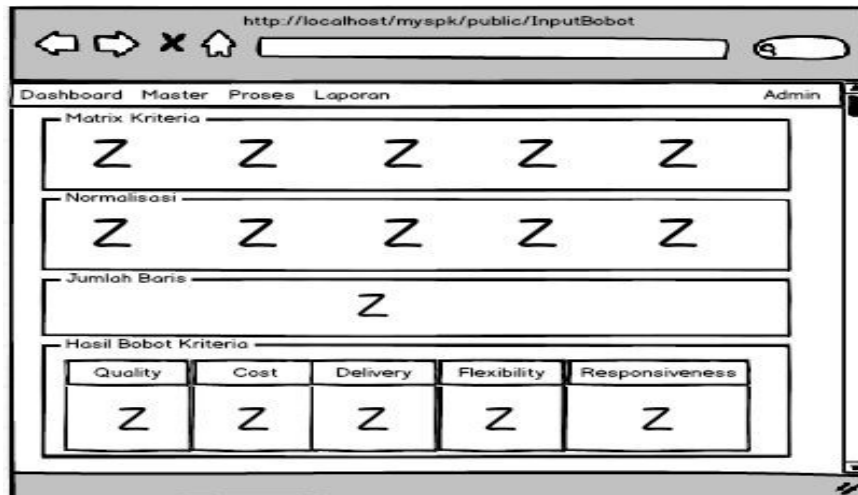 http://localhost/myspk/public/InputBobot
Dashboard Master Proses Laporan Admin
Matrix Kriteria
Z Z Z Z Z
Normalisasi
Z Z Z Z Z
Jumlah Baris
Z
Hasil Bobot Kriteria
Quality Cost Delivery Flexibility Responsiveness
Z Z Z Z Z